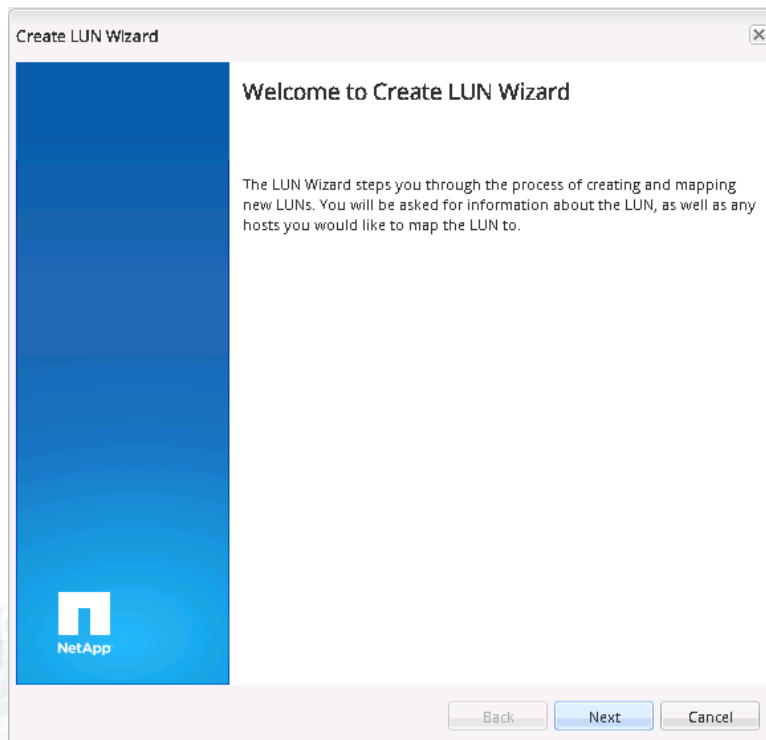 Create LUN Wizard
Welcome to Create LUN Wizard
The LUN Wizard steps you through the process of creating and mapping
new LUNs. You will be asked for information about the LUN, as well as any
hosts you would like to map the LUN to.
NetApp
Back Next Cancel